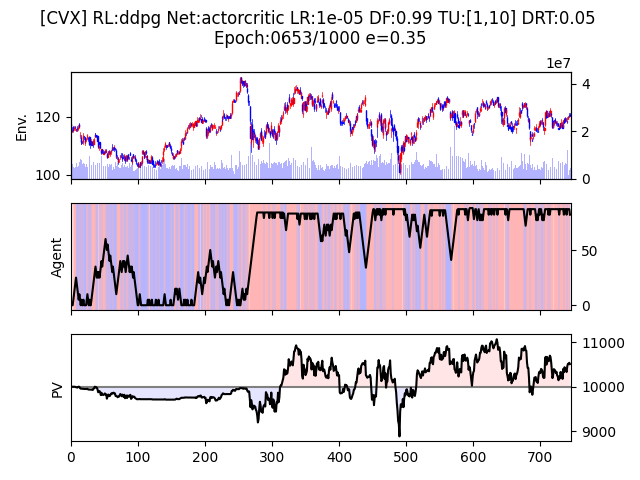 [CVX] RL:ddpg Net:actorcritic LR:1e-05 DF:0.99 TU:[1,10] DRT:0.05
Epoch:0653/1000 e=0.35
1e7
Env.
120
100
4
2
0
Agent
50
0
PV
11000
10000
9000
0 100 200 300 400 500 600 700